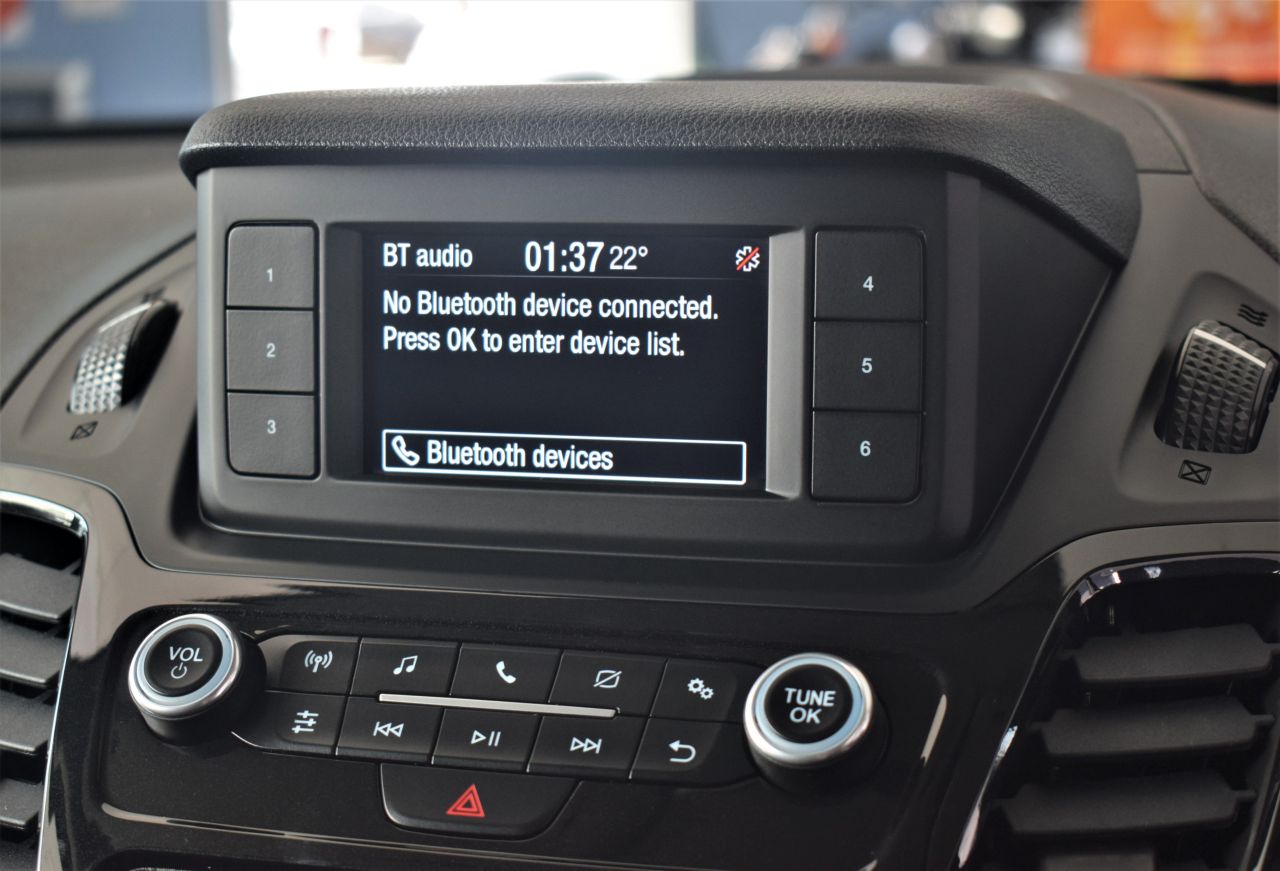 BT audio 01:37 22°
No Bluetooth device connected.
Press OK to enter device list.
Bluetooth devices
1
2
3
4
5
6
VOL
TUNE
OK